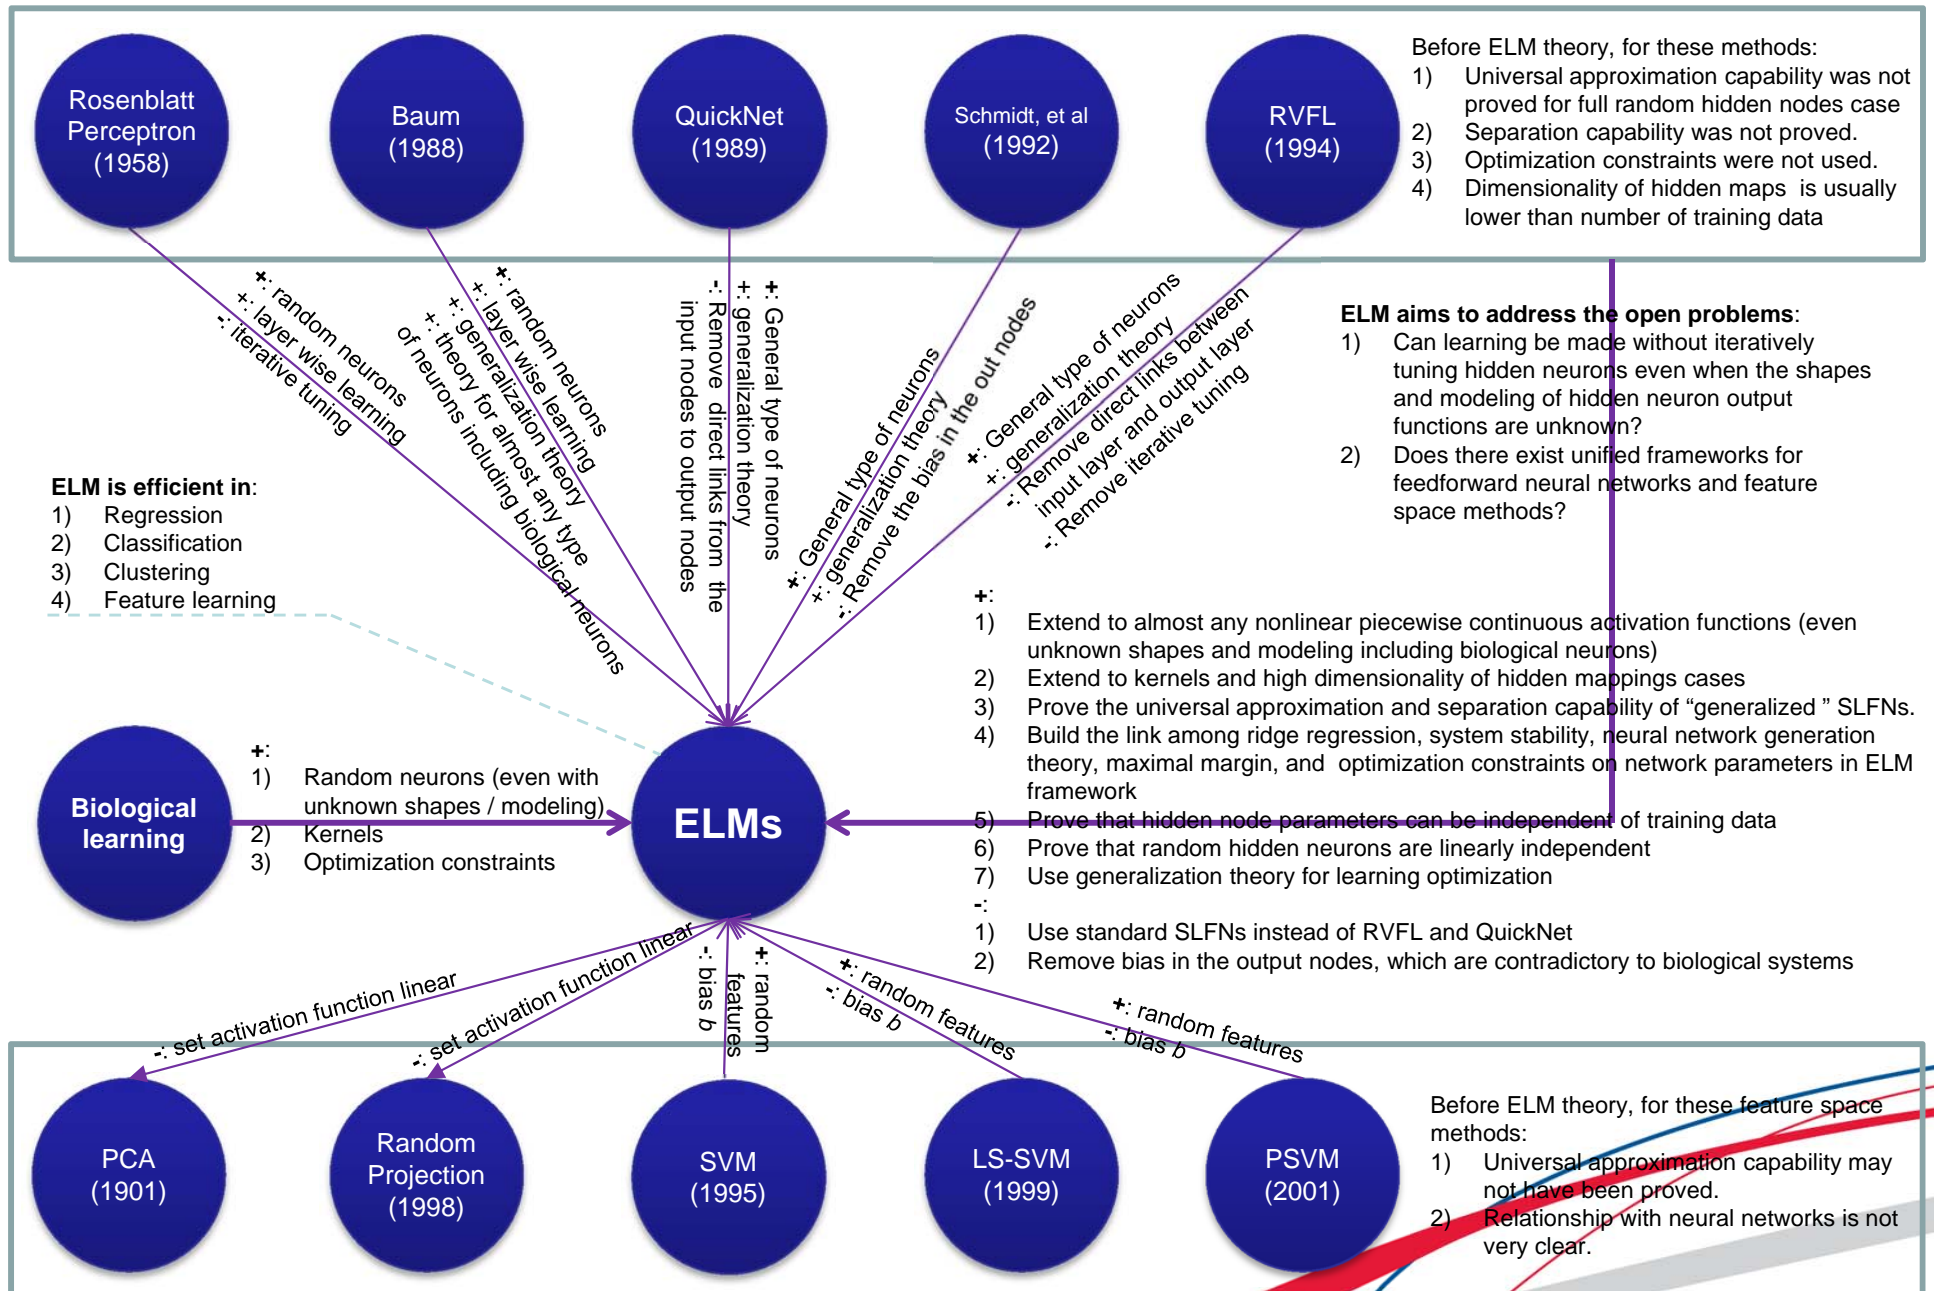 Rosenblatt
Perceptron
(1958)
Baum
(1988)
QuickNet
(1989)
Schmidt, et al
(1992)
RVFL
(1994)
Before ELM theory, for these methods:
1) Universal approximation capability was not
proved for full random hidden nodes case
2) Separation capability was not proved.
3) Optimization constraints were not used.
4) Dimensionality of hidden maps is usually
lower than number of training data
+: random neurons
+: layer wise learning
-: iterative tuning
+: random neurons
+: layer wise learning
+: generalization theory
+: theory for almost any type
of neurons including biological neurons
+: General type of neurons
+: generalization theory
-: Remove direct links from the
input nodes to output nodes
+: General type of neurons
+: generalization theory
-: Remove the bias in the out nodes
+: General type of neurons
+: generalization theory
-: Remove direct links between
input layer and output layer
-: Remove iterative tuning
ELM aims to address the open problems:
1) Can learning be made without iteratively
tuning hidden neurons even when the shapes
and modeling of hidden neuron output
functions are unknown?
2) Does there exist unified frameworks for
feedforward neural networks and feature
space methods?
ELM is efficient in:
1) Regression
2) Classification
3) Clustering
4) Feature learning
+:
1) Extend to almost any nonlinear piecewise continuous activation functions (even
unknown shapes and modeling including biological neurons)
2) Extend to kernels and high dimensionality of hidden mappings cases
3) Prove the universal approximation and separation capability of “generalized ” SLFNs.
4) Build the link among ridge regression, system stability, neural network generation
theory, maximal margin, and optimization constraints on network parameters in ELM
framework
5) Prove that hidden node parameters can be independent of training data
6) Prove that random hidden neurons are linearly independent
7) Use generalization theory for learning optimization
-:
1) Use standard SLFNs instead of RVFL and QuickNet
2) Remove bias in the output nodes, which are contradictory to biological systems
Biological
learning
+:
1) Random neurons (even with
unknown shapes / modeling)
2) Kernels
3) Optimization constraints
ELMs
-: set activation function linear
-: set activation function linear
+: random
features
-: bias b
+: random features
-: bias b
+: random features
-: bias b
PCA
(1901)
Random
Projection
(1998)
SVM
(1995)
LS-SVM
(1999)
PSVM
(2001)
Before ELM theory, for these feature space
methods:
1) Universal approximation capability may
not have been proved.
2) Relationship with neural networks is not
very clear.